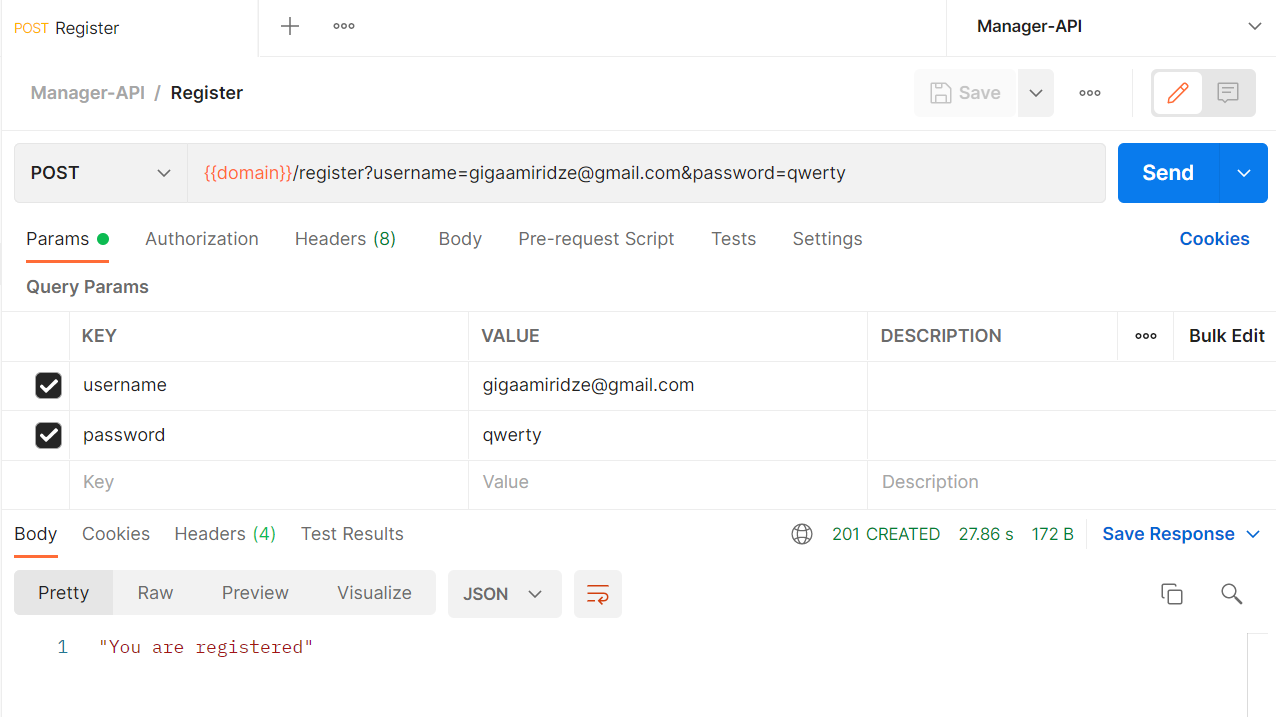 POST Register
Manager-API
Manager-API / Register
Save
POST
{{domain}}/register?username=gigaamiridze@gmail.com&password=qwerty
Send
Params
Authorization
Headers (8)
Body
Pre-request Script
Tests
Settings
Cookies
Query Params
KEY
VALUE
DESCRIPTION
Bulk Edit
username
gigaamiridze@gmail.com
password
qwerty
Key
Value
Description
Body
Cookies
Headers (4)
Test Results
201 CREATED
27.86 s
172 B
Save Response
Pretty
Raw
Preview
Visualize
JSON
1
"You are registered"